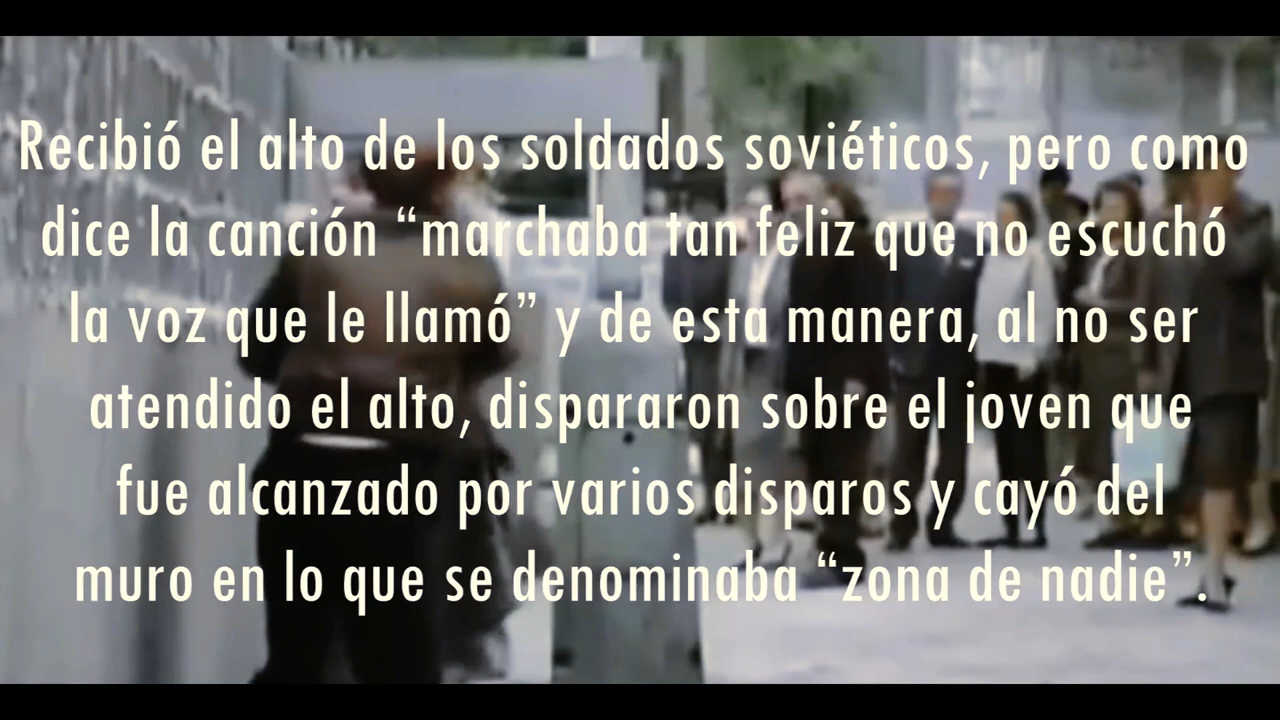 Recibió el alto de los soldados soviéticos, pero como
dice la canción “marchaba tan feliz que no escuchó
la voz que le llamó” y de esta manera, al no ser
atendido el alto, dispararon sobre el joven que
fue alcanzado por varios disparos y cayó del
muro en lo que se denominaba “zona de nadie”.